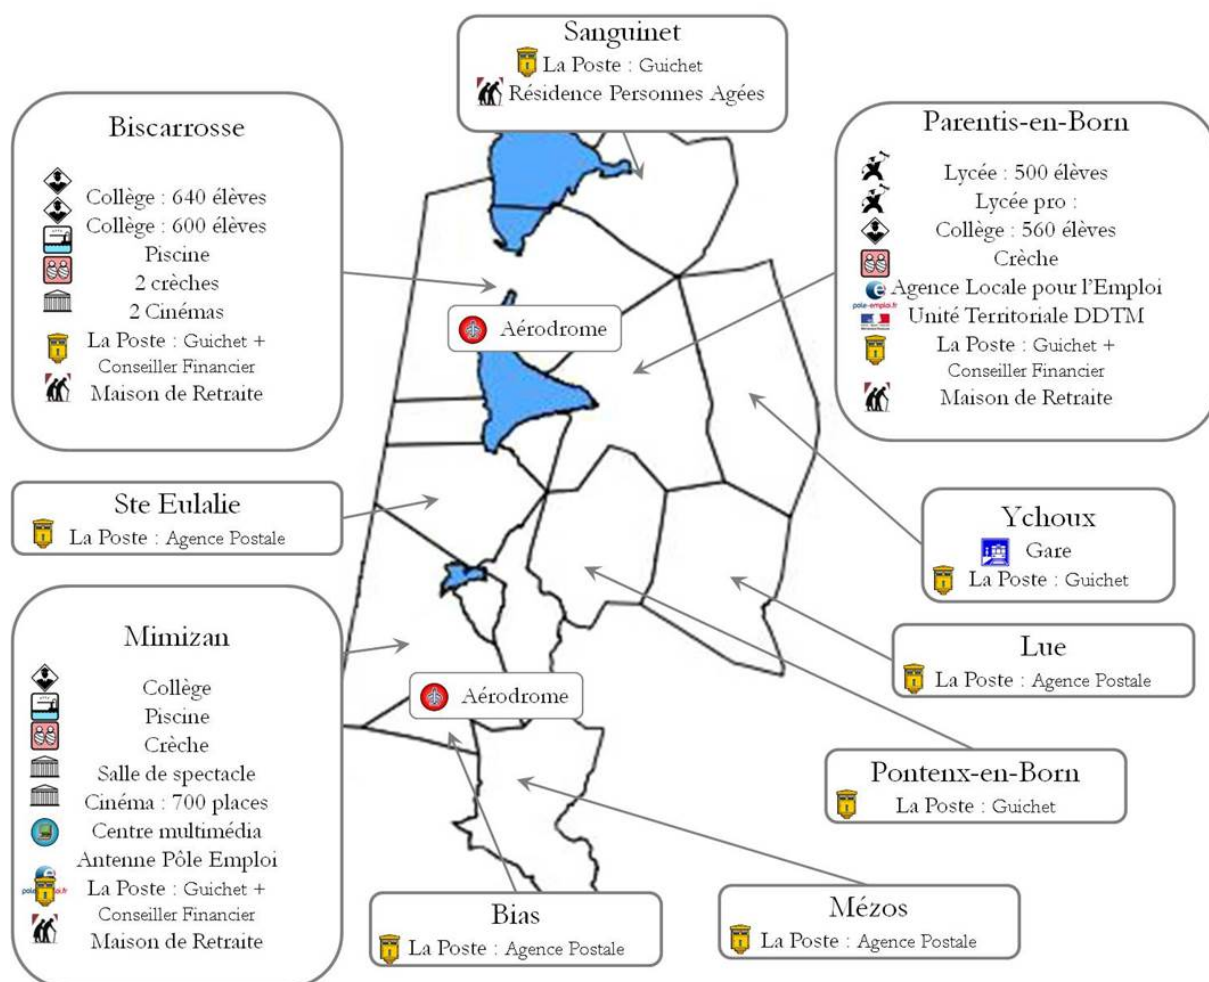 Sanguinet
La Poste : Guichet
Résidence Personnes Agées
Biscarrosse
Collège : 640 élèves
Collège : 600 élèves
Piscine
2 crèches
2 Cinémas
La Poste : Guichet +
Conseiller Financier
Maison de Retraite
Parentis-en-Born
Lycée : 500 élèves
Lycée pro :
Collège : 560 élèves
Crèche
Agence Locale pour l'Emploi
pole-emploi.fr
Unité Territoriale DDTM
La Poste : Guichet +
Conseiller Financier
Maison de Retraite
Aérodrome
Ste Eulalie
La Poste : Agence Postale
Ychoux
Gare
La Poste : Guichet
Mimizan
Collège
Piscine
Crèche
Salle de spectacle
Cinéma : 700 places
Centre multimédia
Antenne Pôle Emploi
La Poste : Guichet +
Conseiller Financier
Maison de Retraite
Aérodrome
Lue
La Poste : Agence Postale
Pontenx-en-Born
La Poste : Guichet
Bias
La Poste : Agence Postale
Mézos
La Poste : Agence Postale